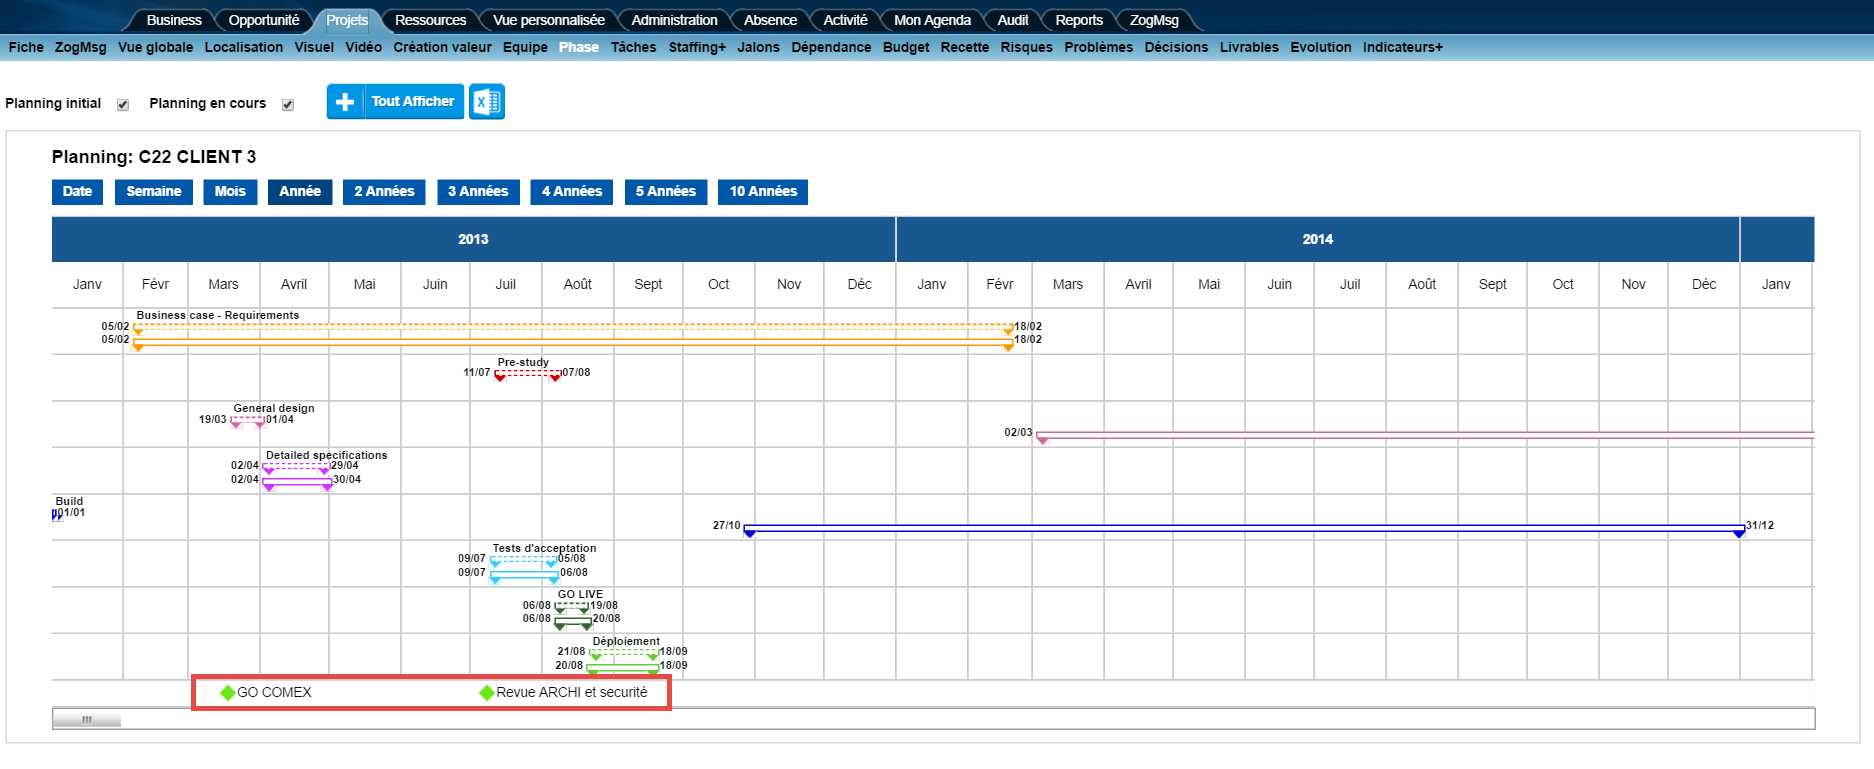 Business Opportunité Projets Ressources Vue personnalisée Administration Absence Activité Mon Agenda Audit Reports ZogMsg
Fiche ZogMsg Vue globale Localisation Visuel Vidéo Création valeur Equipe Phase Tâches Staffing+ Jalons Dépendance Budget Recette Risques Problèmes Décisions Livrables Evolution Indicateurs+
Planning initial Planning en cours Tout Afficher
Planning: C22 CLIENT 3
Date Semaine Mois Année 2 Années 3 Années 4 Années 5 Années 10 Années
2013 2014
Janv Févr Mars Avril Mai Juin Juil Août Sept Oct Nov Déc Janv Févr Mars Avril Mai Juin Juil Août Sept Oct Nov Déc Janv
Business case - Requirements
05/02 18/02
05/02 18/02
Pre-study
11/07 07/08
General design
19/03 01/04
02/03
Detailed specifications
02/04 29/04
02/04 30/04
Build
01/01
27/10 31/12
Tests d'acceptation
09/07 05/08
09/07 06/08
GO LIVE
06/08 19/08
06/08 20/08
Déploiement
21/08 18/09
20/08 18/09
GO COMEX Revue ARCHI et securité